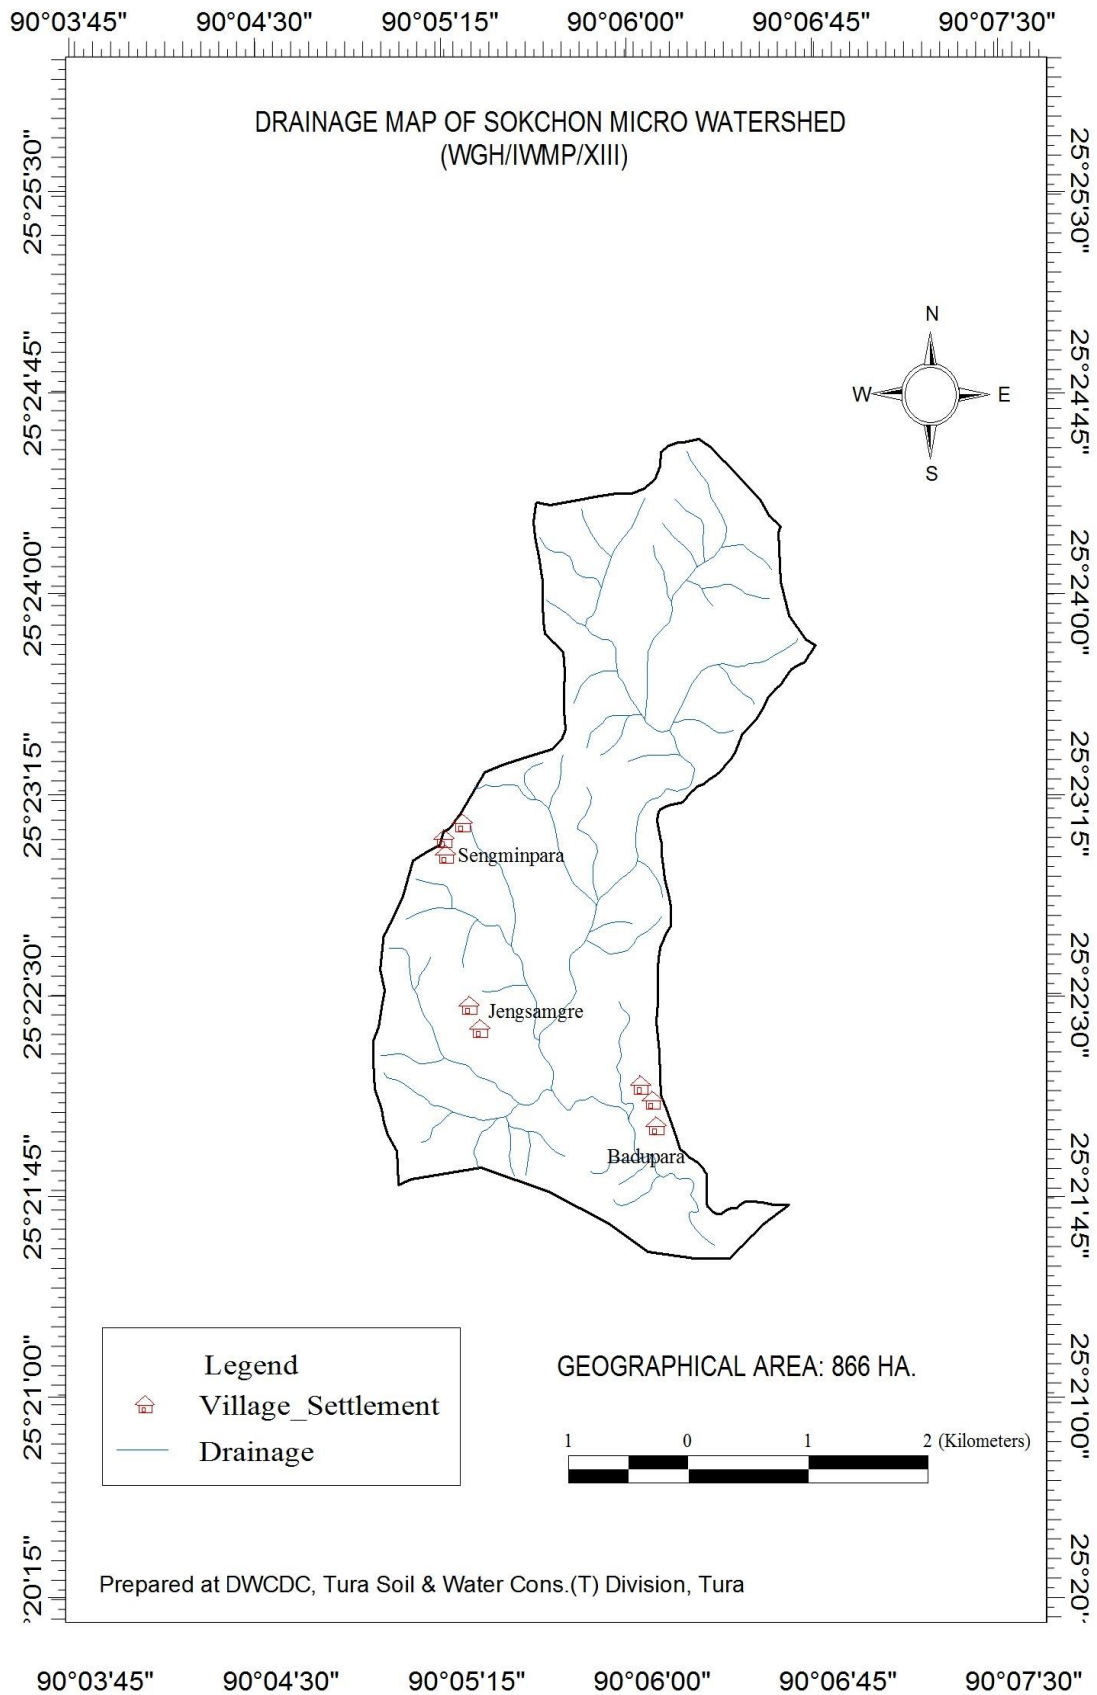 90°03'45" 90°04'30" 90°05'15" 90°06'00" 90°06'45" 90°07'30"
DRAINAGE MAP OF SOKCHON MICRO WATERSHED
(WGH/IWMP/XIII)
25°25'30" 25°25'30"
N
W E
S
25°24'45" 25°24'45"
25°24'00" 25°24'00"
25°23'15" 25°23'15"
Sengminpara
25°22'30" 25°22'30"
Jengsamgre
Badupara
25°21'45" 25°21'45"
Legend
Village_Settlement
Drainage
GEOGRAPHICAL AREA: 866 HA.
1 0 1 2 (Kilometers)
25°21'00" 25°21'00"
°20'15" 25°20'
Prepared at DWCDC, Tura Soil & Water Cons.(T) Division, Tura
90°03'45" 90°04'30" 90°05'15" 90°06'00" 90°06'45" 90°07'30"